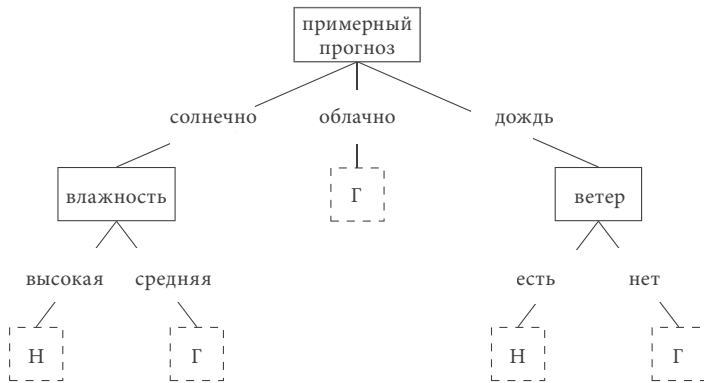 примерный
прогноз
солнечно облачно дождь
влажность Г ветер
высокая средняя есть нет
Н Г Н Г